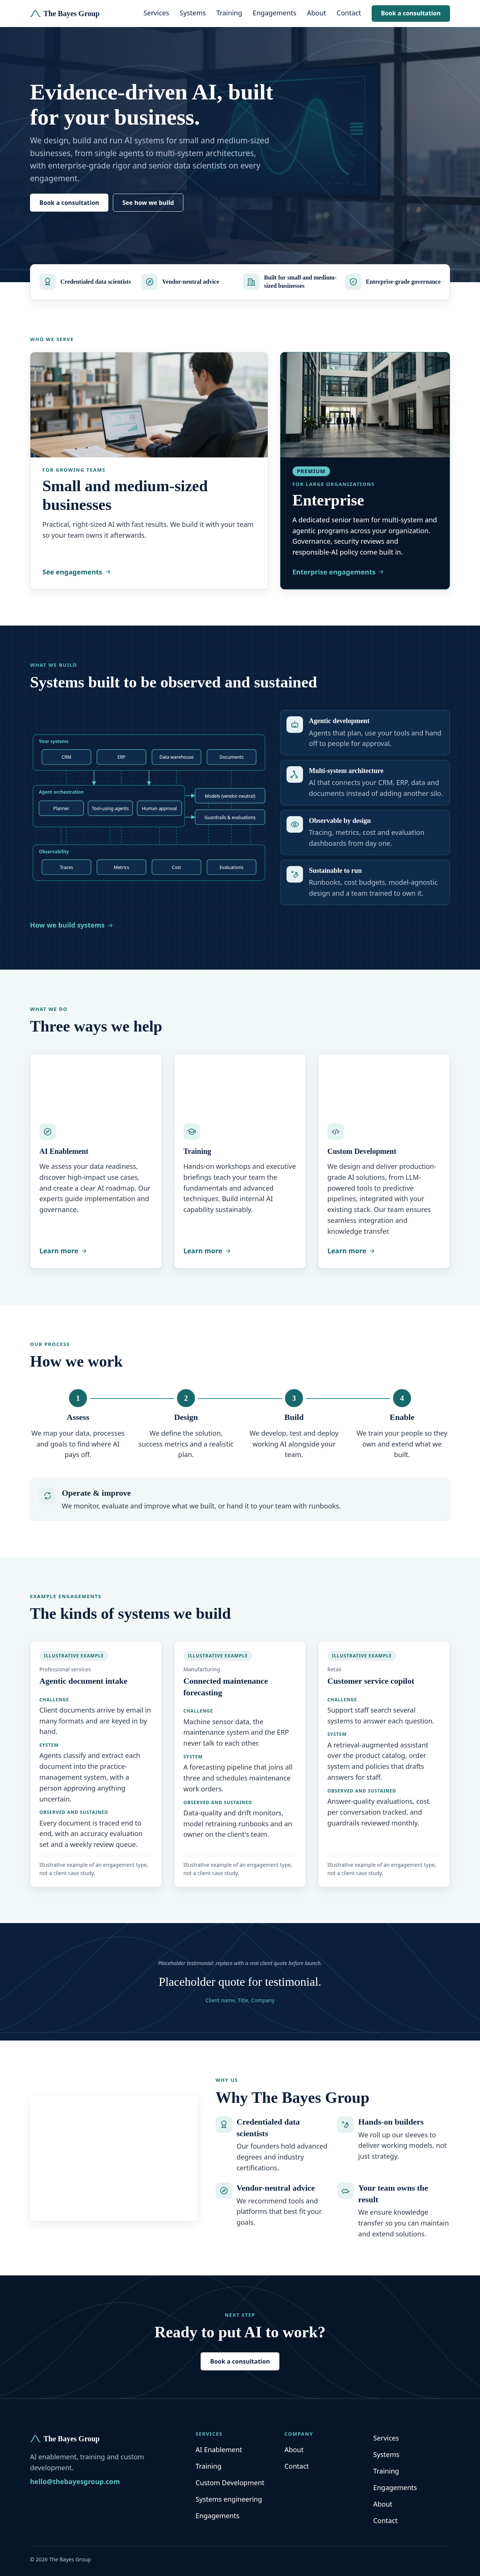 The Bayes Group
Services
Systems
Training
Engagements
About
Contact
Book a consultation
Evidence-driven AI, built
for your business.
We design, build and run AI systems for small and medium-sized
businesses, from single agents to multi-system architectures,
with enterprise-grade rigor and senior data scientists on every
engagement.
Book a consultation
See how we build
Credentialed data scientists
Vendor-neutral advice
Built for small and medium-
sized businesses
Enterprise-grade governance
WHO WE SERVE
FOR GROWING TEAMS
Small and medium-sized
businesses
Practical, right-sized AI with fast results. We build it with your team
so your team owns it afterwards.
See engagements →
PREMIUM
FOR LARGE ORGANIZATIONS
Enterprise
A dedicated senior team for multi-system and
agentic programs across your organization.
Governance, security reviews and
responsible-AI policy come built in.
Enterprise engagements →
WHAT WE BUILD
Systems built to be observed and sustained
Your systems
CRM
ERP
Data warehouse
Documents
Agent orchestration
Planner
Tool-using agents
Human approval
Models (vendor-neutral)
Guardrails & evaluations
Observability
Traces
Metrics
Cost
Evaluations
Agentic development
Agents that plan, use your tools and hand
off to people for approval.
Multi-system architecture
AI that connects your CRM, ERP, data and
documents instead of adding another silo.
Observable by design
Tracing, metrics, cost and evaluation
dashboards from day one.
Sustainable to run
Runbooks, cost budgets, model-agnostic
design and a team trained to own it.
How we build systems →
WHAT WE DO
Three ways we help
AI Enablement
We assess your data readiness,
discover high-impact use cases,
and create a clear AI roadmap. Our
experts guide implementation and
governance.
Learn more →
Training
Hands-on workshops and executive
briefings teach your team the
fundamentals and advanced
techniques. Build internal AI
capability sustainably.
Learn more →
Custom Development
We design and deliver production-
grade AI solutions, from LLM-
powered tools to predictive
pipelines, integrated with your
existing stack. Our team ensures
seamless integration and
knowledge transfer.
Learn more →
OUR PROCESS
How we work
1
Assess
We map your data, processes
and goals to find where AI
pays off.
2
Design
We define the solution,
success metrics and a realistic
plan.
3
Build
We develop, test and deploy
working AI alongside your
team.
4
Enable
We train your people so they
own and extend what we
built.
Operate & improve
We monitor, evaluate and improve what we built, or hand it to your team with runbooks.
EXAMPLE ENGAGEMENTS
The kinds of systems we build
ILLUSTRATIVE EXAMPLE
Professional services
Agentic document intake
CHALLENGE
Client documents arrive by email in
many formats and are keyed in by
hand.
SYSTEM
Agents classify and extract each
document into the practice-
management system, with a
person approving anything
uncertain.
OBSERVED AND SUSTAINED
Every document is traced end to
end, with an accuracy evaluation
set and a weekly review queue.
Illustrative example of an engagement type,
not a client case study.
ILLUSTRATIVE EXAMPLE
Manufacturing
Connected maintenance
forecasting
CHALLENGE
Machine sensor data, the
maintenance system and the ERP
never talk to each other.
SYSTEM
A forecasting pipeline that joins all
three and schedules maintenance
work orders.
OBSERVED AND SUSTAINED
Data-quality and drift monitors,
model retraining runbooks and an
owner on the client's team.
Illustrative example of an engagement type,
not a client case study.
ILLUSTRATIVE EXAMPLE
Retail
Customer service copilot
CHALLENGE
Support staff search several
systems to answer each question.
SYSTEM
A retrieval-augmented assistant
over the product catalog, order
system and policies that drafts
answers for staff.
OBSERVED AND SUSTAINED
Answer-quality evaluations, cost
per conversation tracked, and
guardrails reviewed monthly.
Illustrative example of an engagement type,
not a client case study.
Placeholder testimonial: replace with a real client quote before launch.
Placeholder quote for testimonial.
Client name, Title, Company
WHY US
Why The Bayes Group
Credentialed data
scientists
Our founders hold advanced
degrees and industry
certifications.
Hands-on builders
We roll up our sleeves to
deliver working models, not
just strategy.
Vendor-neutral advice
We recommend tools and
platforms that best fit your
goals.
Your team owns the
result
We ensure knowledge
transfer so you can maintain
and extend solutions.
NEXT STEP
Ready to put AI to work?
Book a consultation
The Bayes Group
AI enablement, training and custom
development.
hello@thebayesgroup.com
SERVICES
AI Enablement
Training
Custom Development
Systems engineering
Engagements
COMPANY
About
Contact
Services
Systems
Training
Engagements
About
Contact
© 2026 The Bayes Group